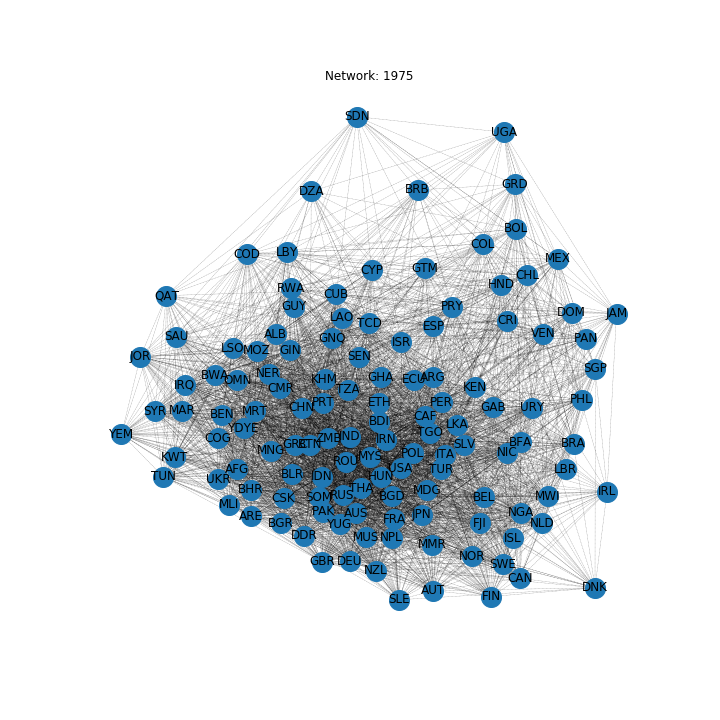 Network: 1975
SDN
UGA
GRD
DZA
BRB
BOL
COL
LBY
COD
MEX
CYP
GTM
CHL
HND
RWA
CUB
QAT
GUY
PRY
DOM
JAM
LAO
TCD
CRI
ESP
ALB
VEN
SAU
GNQ
PAN
ISR
LSO
MOZ
GIN
SEN
JOR
SGP
NER
BWA
OMN
KHM
GHA
ECU
ARG
IRQ
CMR
TZA
KEN
PHL
PRT
ETH
PER
CHN
GAB
URY
SYR
MAR
MRT
BEN
CAF
BDI
LKA
YDYE
TGO
YEM
COG
ZMB
IND
IRN
GRC
BTN
SLV
BFA
BRA
MNG
NIC
POL
ITA
KWT
MYS
ROU
USA
TUR
AFG
LBR
BLR
IDN
HUN
TUN
UKR
BHR
THA
MDG
IRL
CSK
SOM
RUS
BGD
BEL
MWI
MLI
PAK
AUS
JPN
NGA
ARE
FRA
BGR
YUG
FJI
NLD
DDR
MUS
NPL
ISL
MMR
NOR
GBR
DEU
SWE
NZL
CAN
DNK
AUT
FIN
SLE